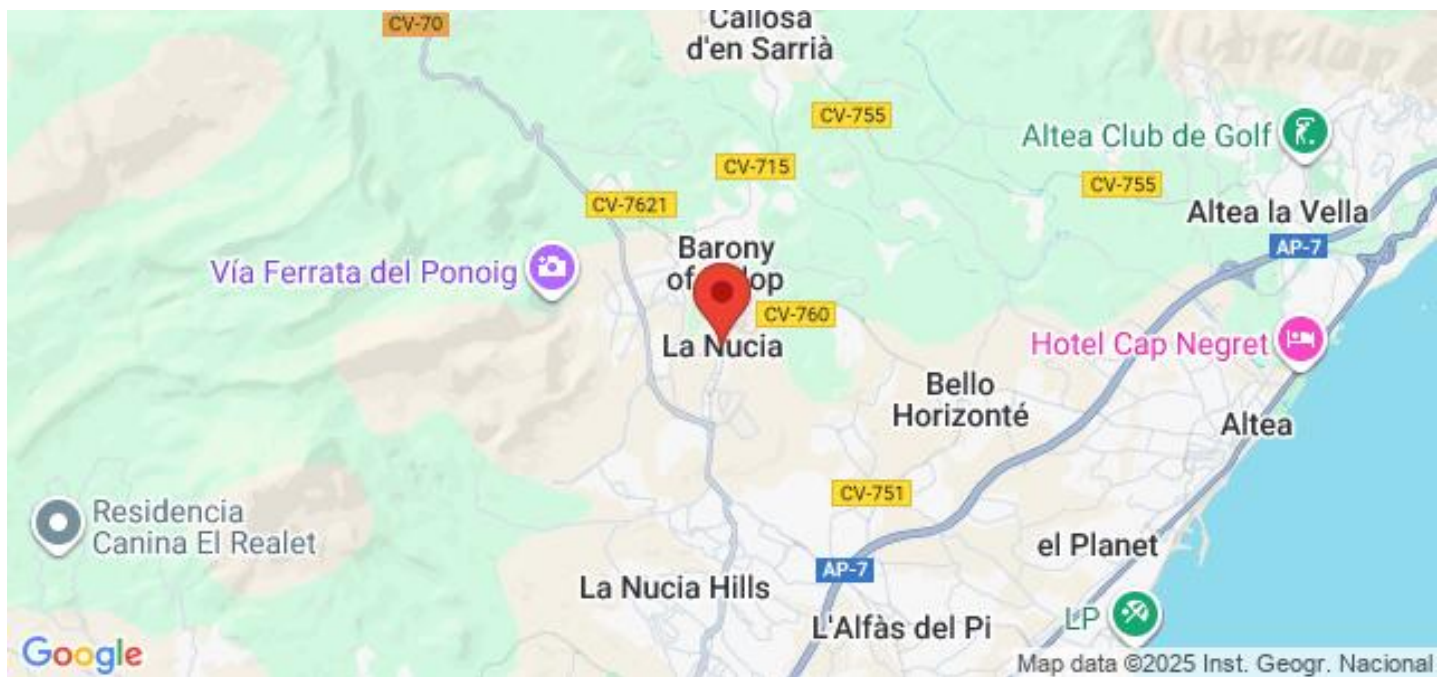 CV-70
Callosa
d'en Sarrià
CV-755
Altea Club de Golf
CV-715
CV-755
CV-7621
Altea la Vella
Barony
AP-7
Vía Ferrata del Ponoig
CV-760
La Nucia
Hotel Cap Negret
Bello
Horizonté
Altea
CV-751
Residencia
Canina El Realet
el Planet
AP-7
La Nucia Hills
LP
L'Alfàs del Pi
Google
Map data ©2025 Inst. Geogr. Nacional